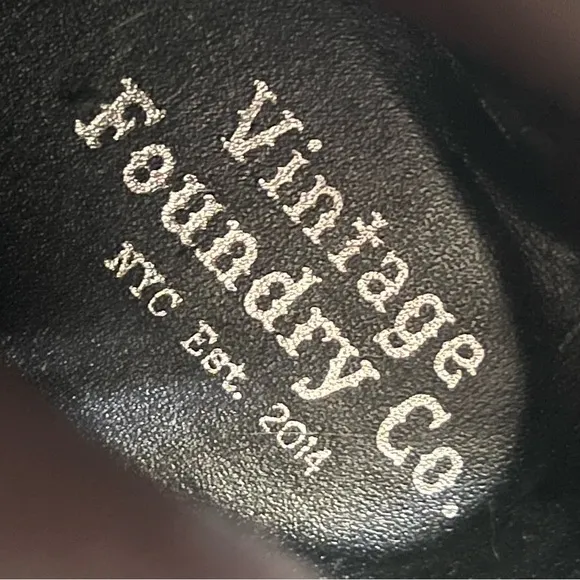 Vintage
Foundry Co.
NYC Est. 2014